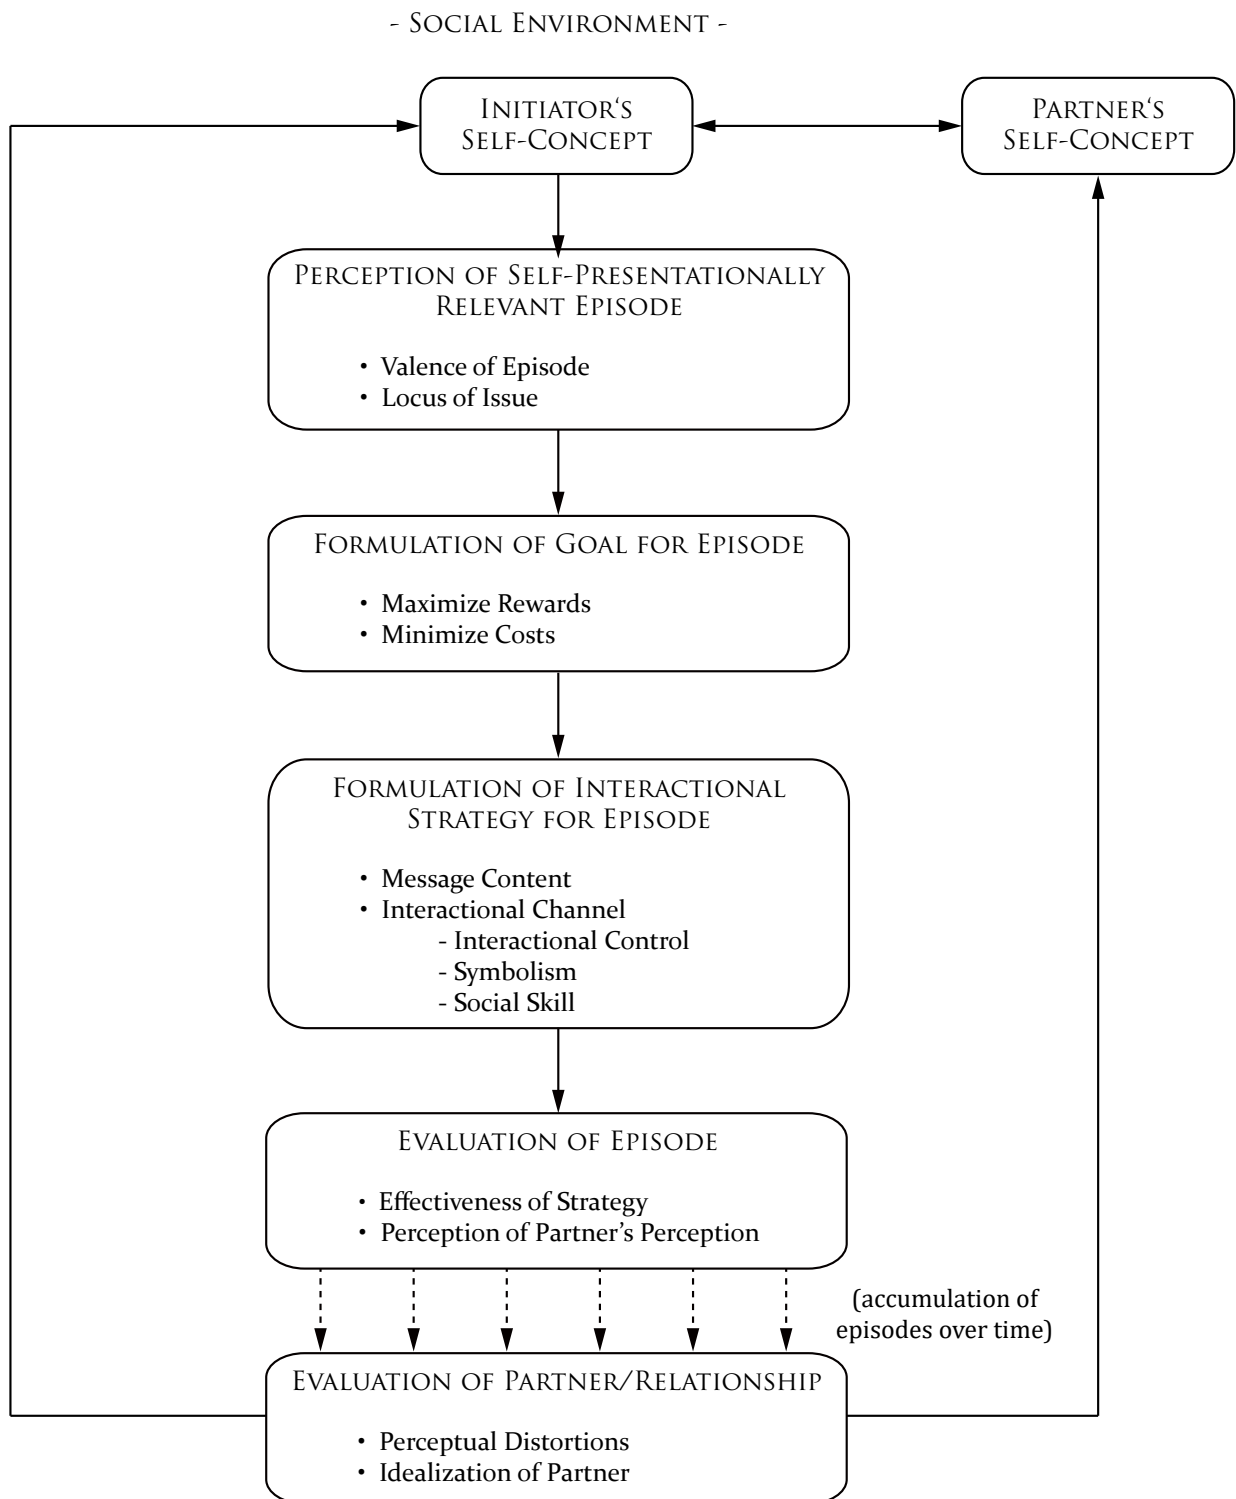 - Social Environment -
Initiator‘s
Self-Concept
Partner‘s
Self-Concept
Perception of Self-Presentationally
Relevant Episode
• Valence of Episode
• Locus of Issue
Formulation of Goal for Episode
• Maximize Rewards
• Minimize Costs
Formulation of Interactional
Strategy for Episode
• Message Content
• Interactional Channel
- Interactional Control
- Symbolism
- Social Skill
Evaluation of Episode
• Effectiveness of Strategy
• Perception of Partner’s Perception
(accumulation of
episodes over time)
Evaluation of Partner/Relationship
• Perceptual Distortions
• Idealization of Partner